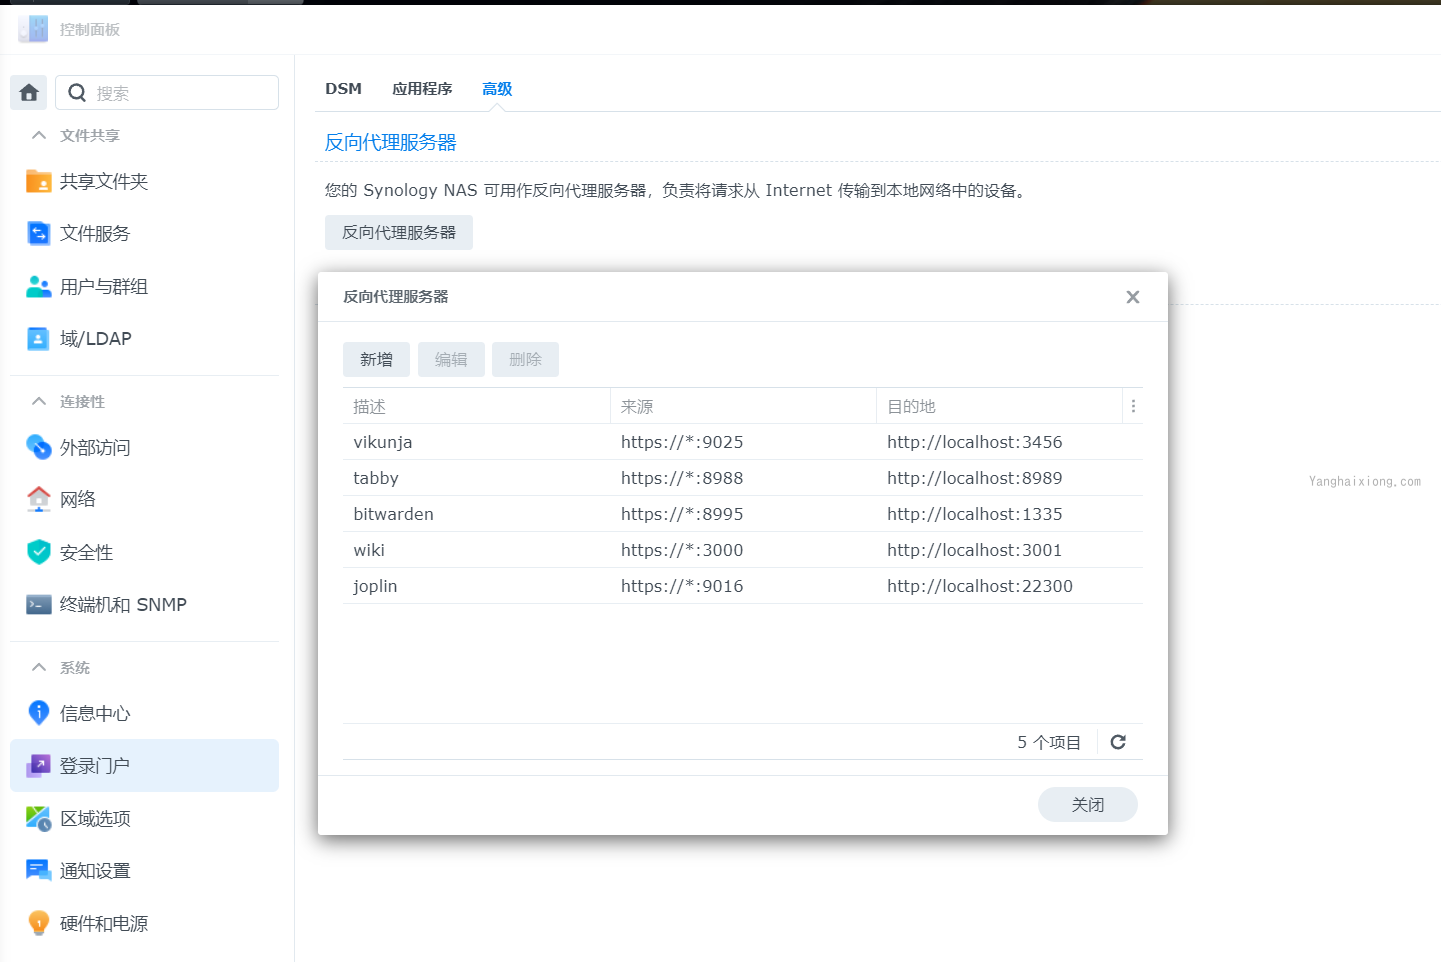 控制面板
搜索
文件共享
共享文件夹
文件服务
用户与群组
域/LDAP
连接性
外部访问
网络
安全性
终端机和 SNMP
系统
信息中心
登录门户
区域选项
通知设置
硬件和电源
DSM 应用程序 高级
反向代理服务器
您的 Synology NAS 可用作反向代理服务器，负责将请求从 Internet 传输到本地网络中的设备。
反向代理服务器
反向代理服务器
新增 编辑 删除
描述 来源 目的地
vikunja https://*:9025 http://localhost:3456
tabby https://*:8988 http://localhost:8989
bitwarden https://*:8995 http://localhost:1335
wiki https://*:3000 http://localhost:3001
joplin https://*:9016 http://localhost:22300
5 个项目
关闭
Yanghaixiong.com